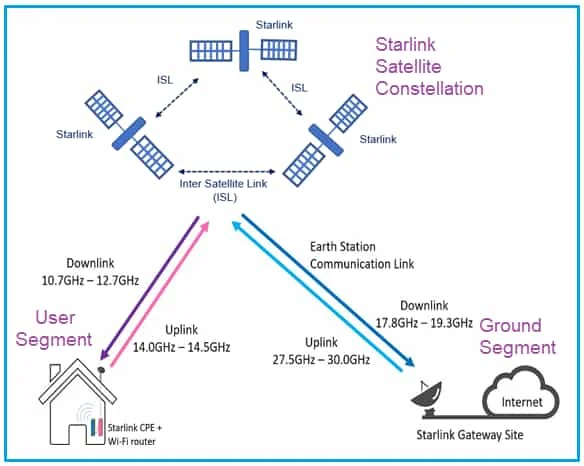 Starlink
Satellite
Constellation
Starlink
ISL
ISL
Starlink
Starlink
Inter Satellite Link
(ISL)
Downlink
10.7GHz – 12.7GHz
Earth Station
Communication Link
User
Segment
Uplink
14.0GHz – 14.5GHz
Downlink
17.8GHz – 19.3GHz
Uplink
27.5GHz – 30.0GHz
Ground
Segment
Starlink CPE +
Wi-Fi router
Internet
Starlink Gateway Site